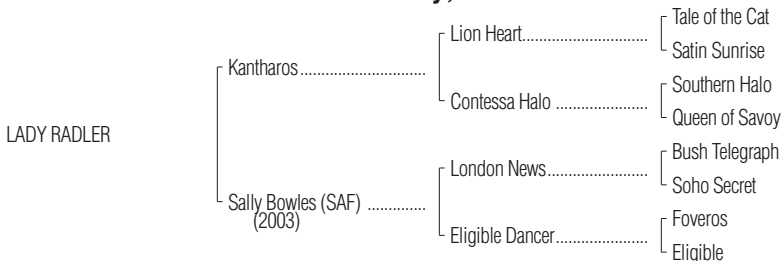 Tale of the Cat
Lion Heart
Satin Sunrise
Kantharos
Southern Halo
Contessa Halo
Queen of Savoy
LADY RADLER
Bush Telegraph
London News
Soho Secret
Sally Bowles (SAF)
(2003)
Foveros
Eligible Dancer
Eligible